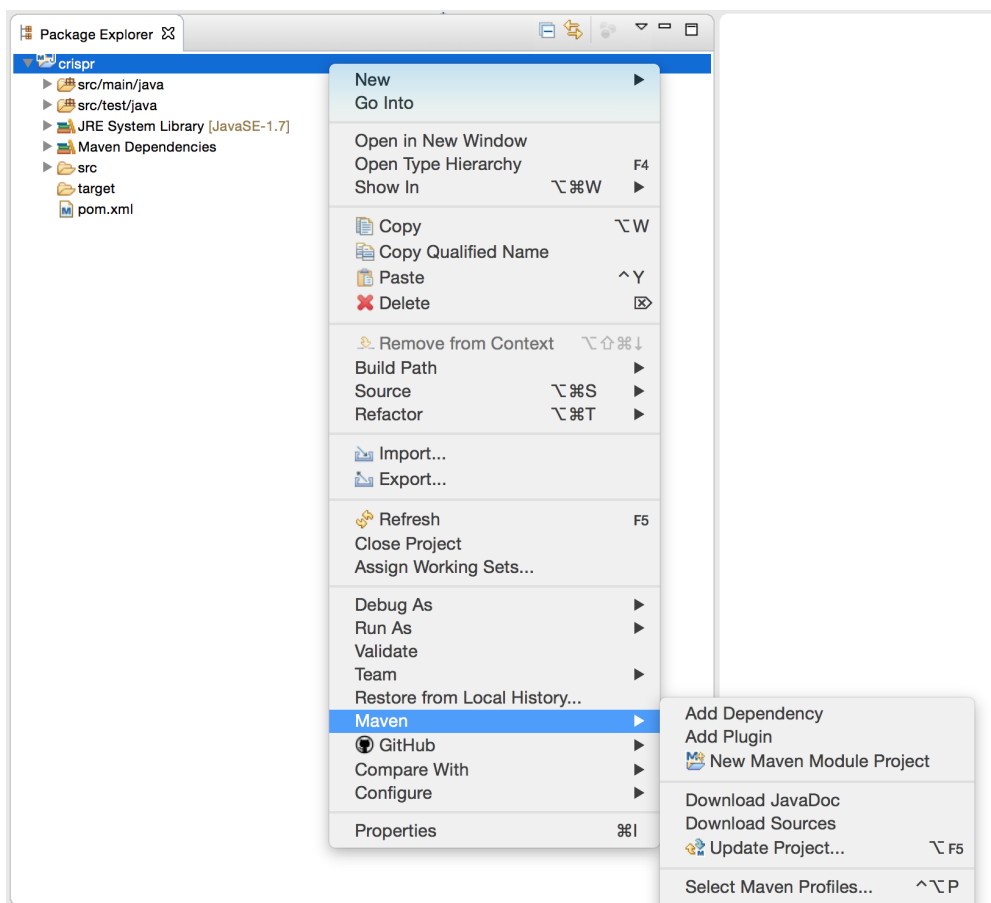 Package Explorer
crispr
src/main/java
src/test/java
JRE System Library [JavaSE-1.7]
Maven Dependencies
src
target
M pom.xml
New
Go Into
Open in New Window
Open Type Hierarchy F4
Show In ⌥⌘W
Copy ⌥W
Copy Qualified Name
Paste ^Y
Delete ⌦
Remove from Context ⌥⇧⌘↓
Build Path
Source ⌥⌘S
Refactor ⌥⌘T
Import...
Export...
Refresh F5
Close Project
Assign Working Sets...
Debug As
Run As
Validate
Team
Restore from Local History...
Maven
GitHub
Compare With
Configure
Properties ⌘I
Add Dependency
Add Plugin
New Maven Module Project
Download JavaDoc
Download Sources
Update Project... ⌥F5
Select Maven Profiles... ^⌥P